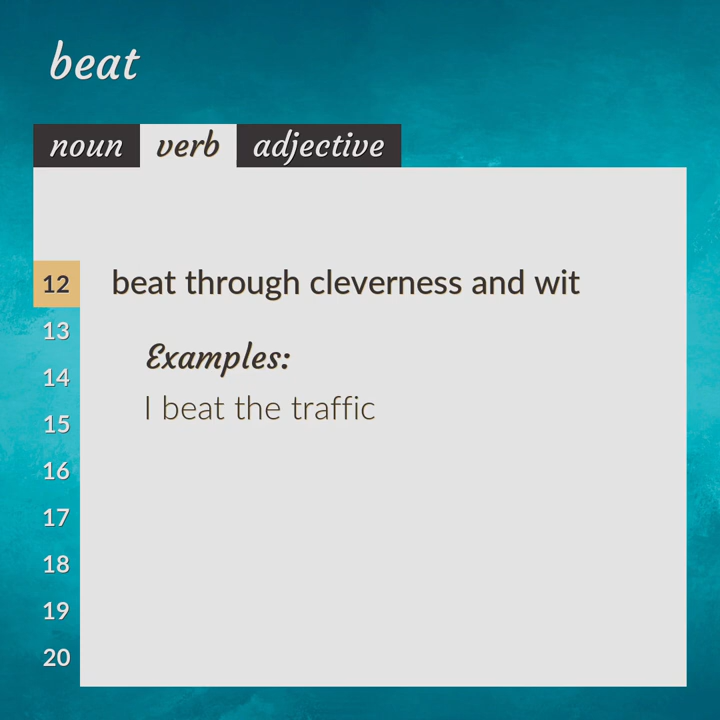 beat
noun verb adjective
12 beat through cleverness and wit
13
Examples:
14
I beat the traffic
15
16
17
18
19
20